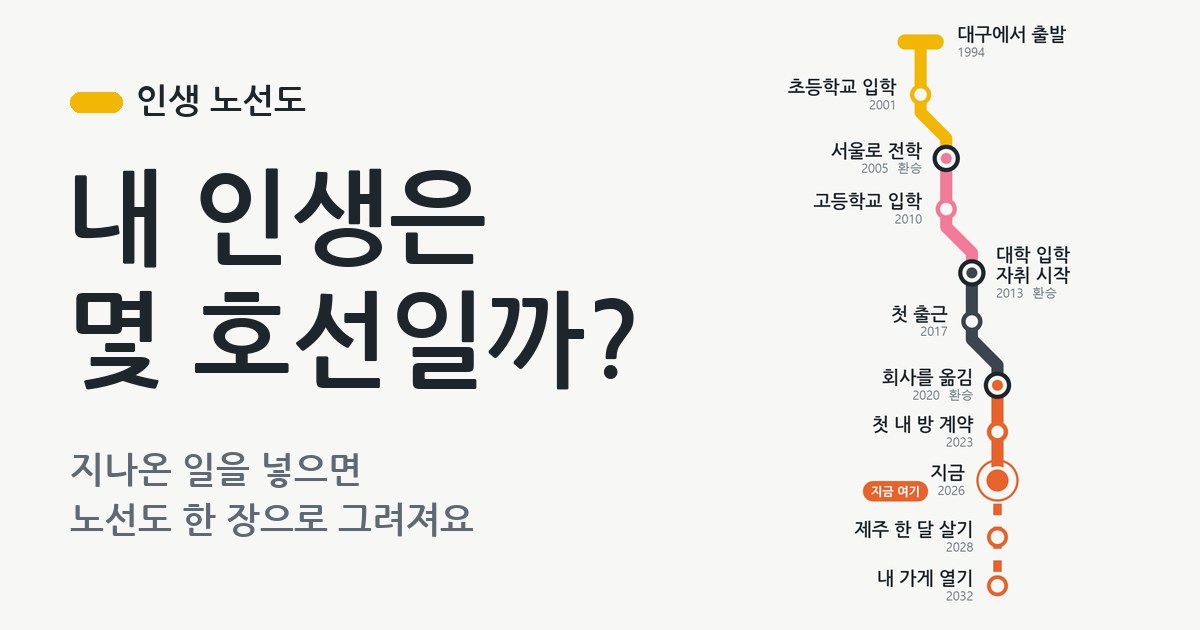 인생 노선도
내 인생은
몇 호선일까?
지나온 일을 넣으면
노선도 한 장으로 그려져요
대구에서 출발
1994
초등학교 입학
2001
서울로 전학
2005 환승
고등학교 입학
2010
대학 입학
자취 시작
2013 환승
첫 출근
2017
회사를 옮김
2020 환승
첫 내 방 계약
2023
지금
지금 여기 2026
제주 한 달 살기
2028
내 가게 열기
2032